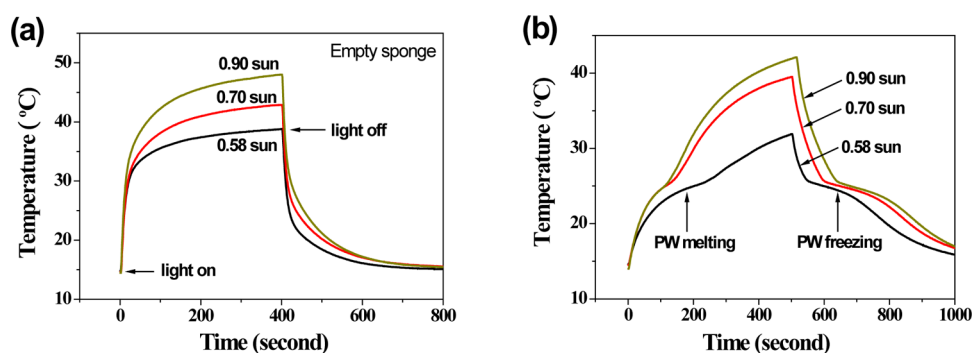 (a)
Empty sponge
0.90 sun
0.70 sun
0.58 sun
light off
light on
Temperature ( °C)
50
40
30
20
10
0 200 400 600 800
Time (second)
(b)
0.90 sun
0.70 sun
0.58 sun
PW melting
PW freezing
Temperature ( °C)
40
30
20
10
0 200 400 600 800 1000
Time (second)